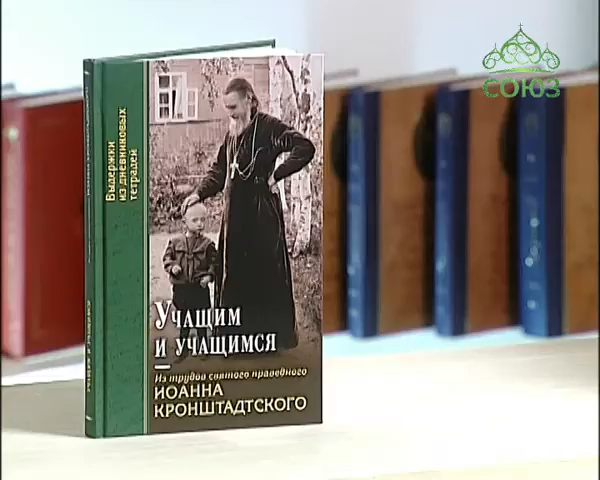 СОЮЗ
Выдержки
из дневниковых
тетрадей
Учащим
и учащимся
Из трудов святого праведного
ИОАННА
КРОНШТАДТСКОГО